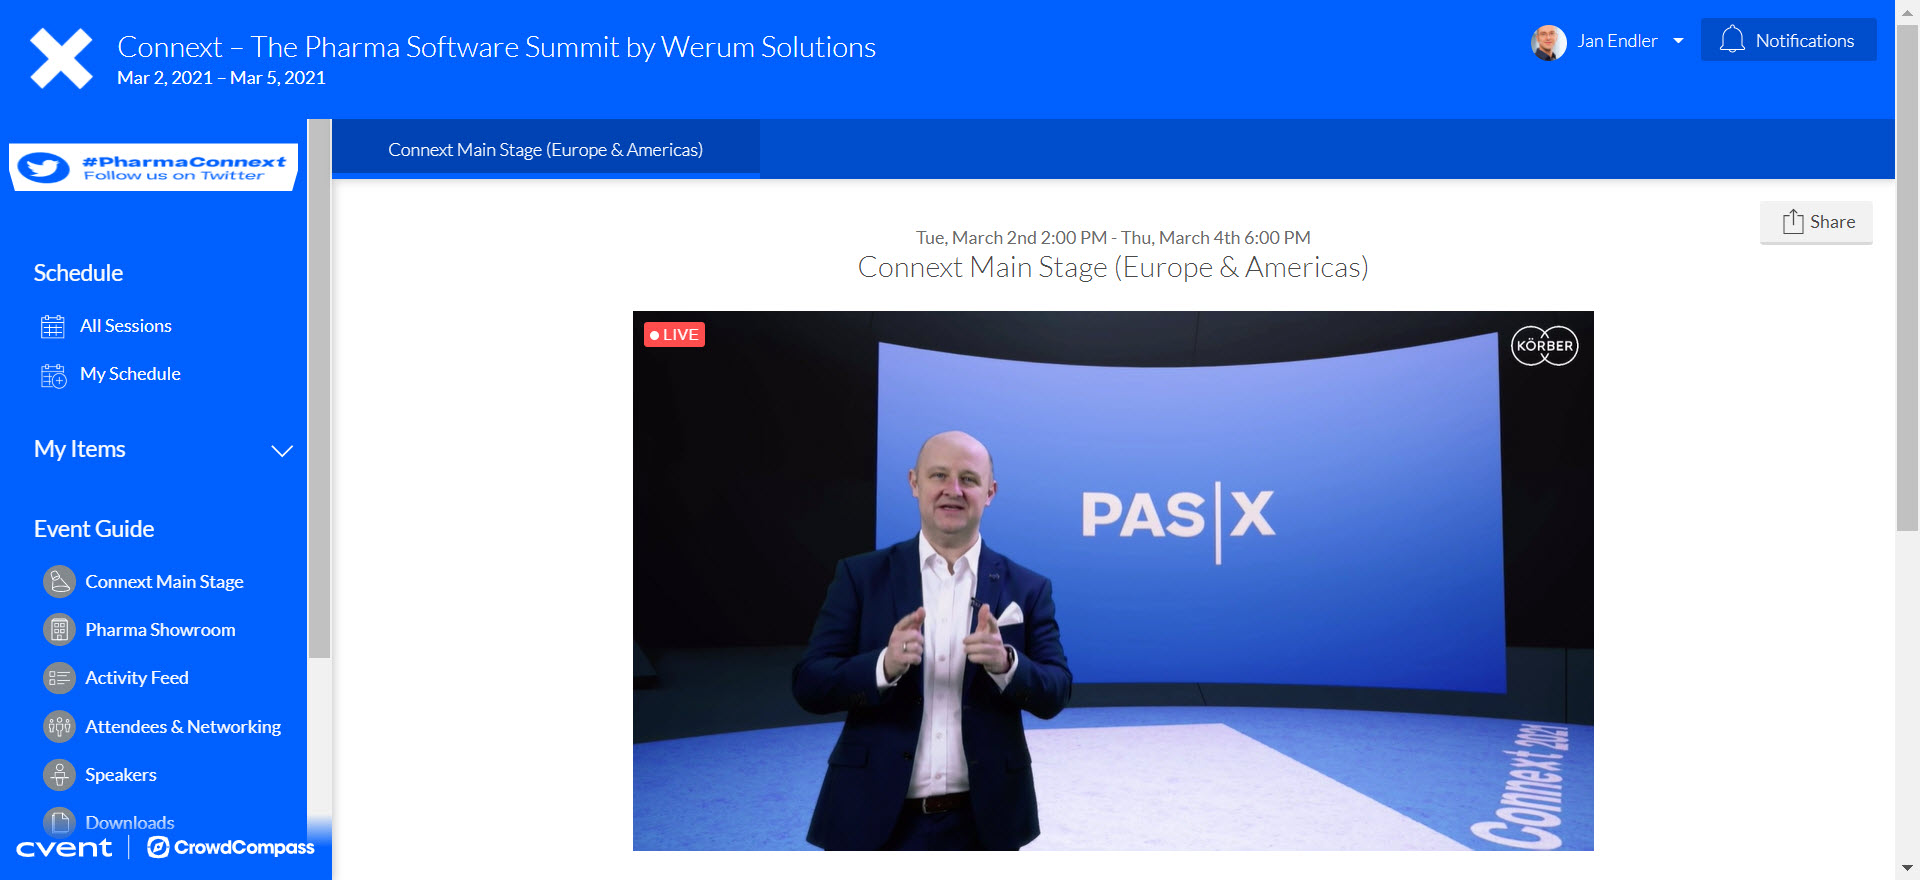 Connext – The Pharma Software Summit by Werum Solutions
Mar 2, 2021 – Mar 5, 2021
Jan Endler
Notifications
#PharmaConnext
Follow us on Twitter
Schedule
All Sessions
My Schedule
My Items
Event Guide
Connext Main Stage
Pharma Showroom
Activity Feed
Attendees & Networking
Speakers
Downloads
cvent | CrowdCompass
Connext Main Stage (Europe & Americas)
Share
Tue, March 2nd 2:00 PM - Thu, March 4th 6:00 PM
Connext Main Stage (Europe & Americas)
LIVE
KÖRBER
PAS|X
Connext 2021